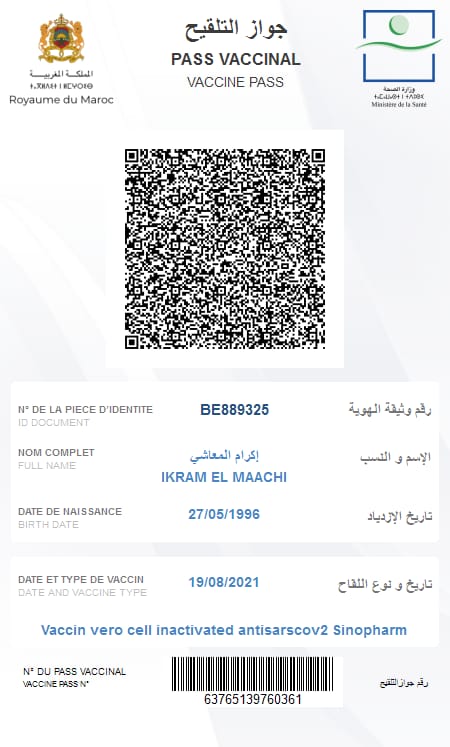 جواز التلقيح
PASS VACCINAL
VACCINE PASS
المملكة المغربية
ⵜⴰⴳⵍⴷⵉⵜ ⵏ ⵍⵎⵖⵔⵉⴱ
Royaume du Maroc
وزارة الصحة
ⵜⴰⵎⴰⵡⴰⵙⵜ ⵏ ⵜⴷⵓⵙⵉ
Ministère de la Santé
N° DE LA PIECE D'IDENTITE BE889325 رقم وثيقة الهوية
ID DOCUMENT
NOM COMPLET إكرام المعاشي الإسم و النسب
FULL NAME IKRAM EL MAACHI
DATE DE NAISSANCE 27/05/1996 تاريخ الإزدياد
BIRTH DATE
DATE ET TYPE DE VACCIN 19/08/2021 تاريخ و نوع اللقاح
DATE AND VACCINE TYPE
Vaccin vero cell inactivated antisarscov2 Sinopharm
N° DU PASS VACCINAL رقم جوازالتلقيح
VACCINE PASS N°
63765139760361